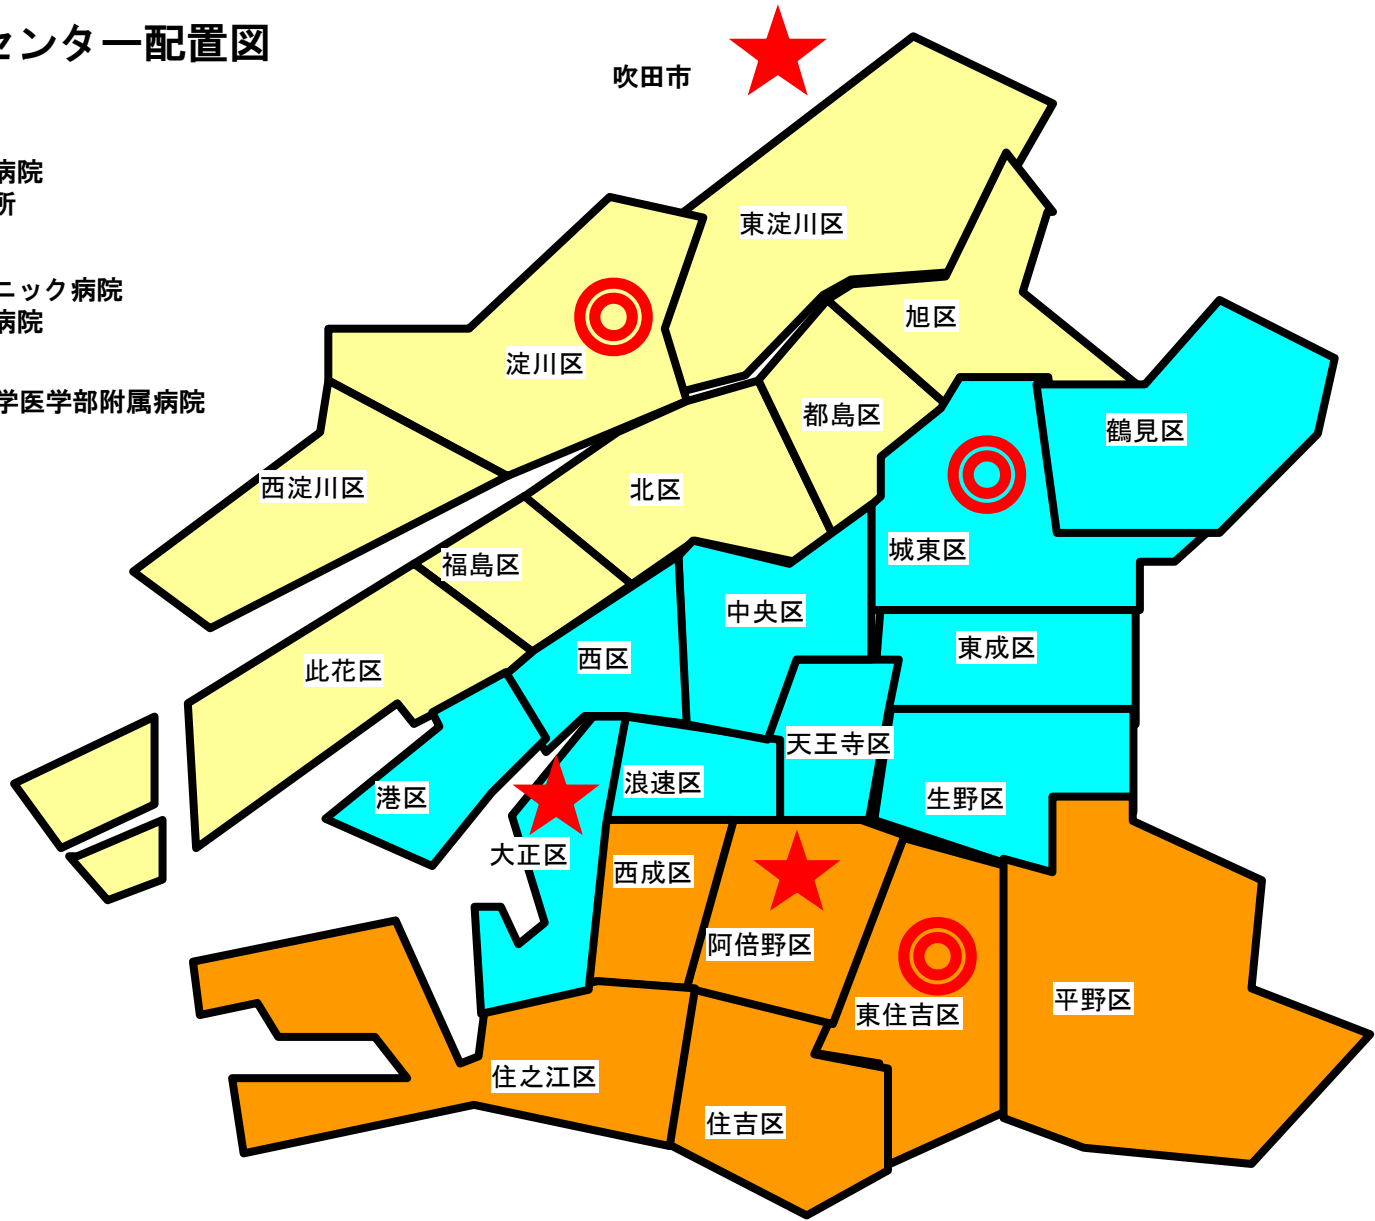 センター配置図
吹田市
病院
所
東淀川区
ニック病院
病院
旭区
淀川区
学医学部附属病院
都島区
鶴見区
西淀川区
北区
城東区
福島区
中央区
東成区
西区
此花区
天王寺区
浪速区
港区
生野区
大正区
西成区
阿倍野区
平野区
東住吉区
住之江区
住吉区